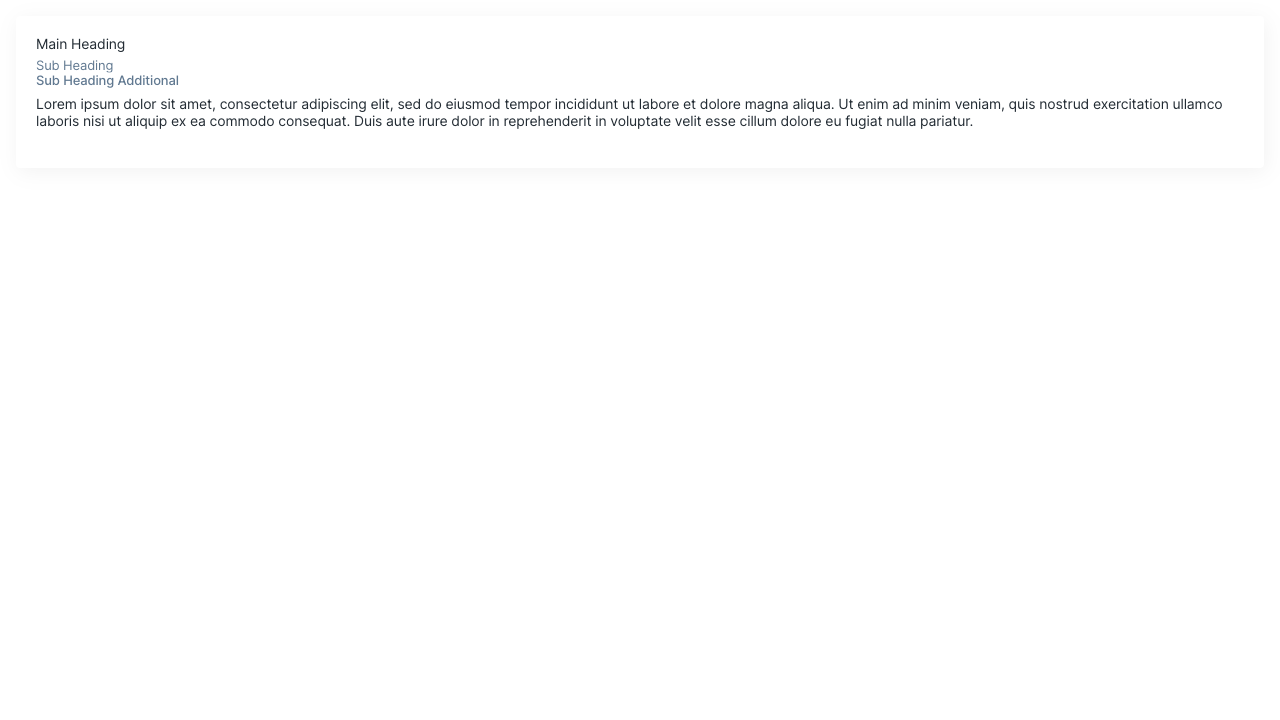 Main Heading
Sub Heading
Sub Heading Additional
Lorem ipsum dolor sit amet, consectetur adipiscing elit, sed do eiusmod tempor incididunt ut labore et dolore magna aliqua. Ut enim ad minim veniam, quis nostrud exercitation ullamco
laboris nisi ut aliquip ex ea commodo consequat. Duis aute irure dolor in reprehenderit in voluptate velit esse cillum dolore eu fugiat nulla pariatur.